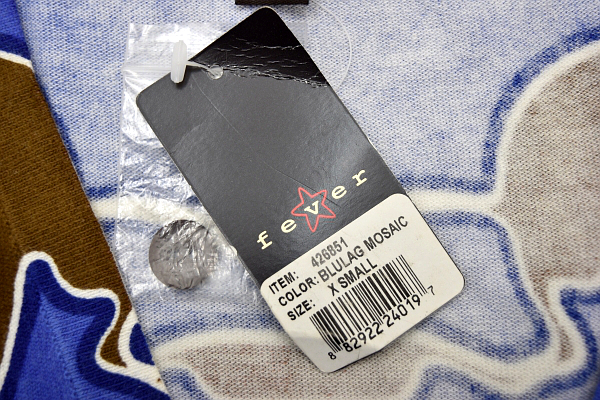 fever
ITEM: 426851
COLOR: BLULAG MOSAIC
SIZE: X SMALL
8 82922 24019 7